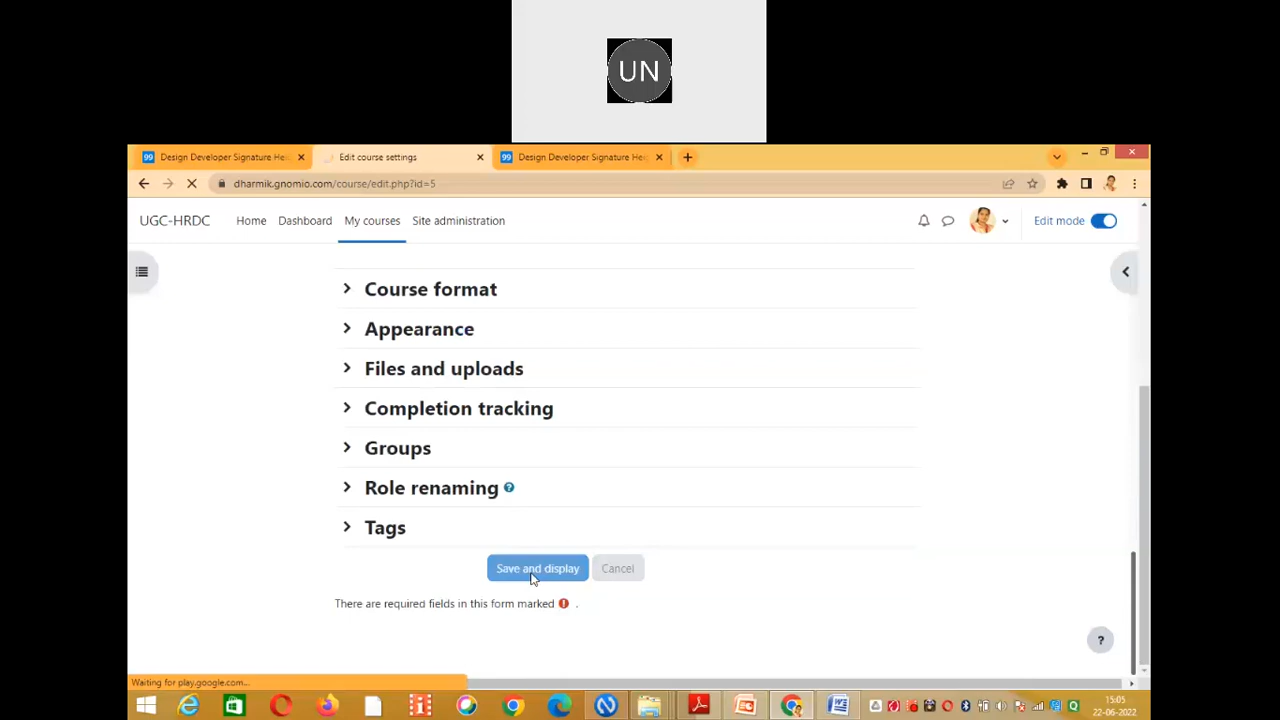 UN
Design Developer Signature Hei
Edit course settings
Design Developer Signature Hei
dharmik.gnomio.com/course/edit.php?id=5
UGC-HRDC
Home
Dashboard
My courses
Site administration
Edit mode
Course format
Appearance
Files and uploads
Completion tracking
Groups
Role renaming
Tags
Save and display
Cancel
There are required fields in this form marked .
Waiting for play.google.com...
15:05
22-06-2022